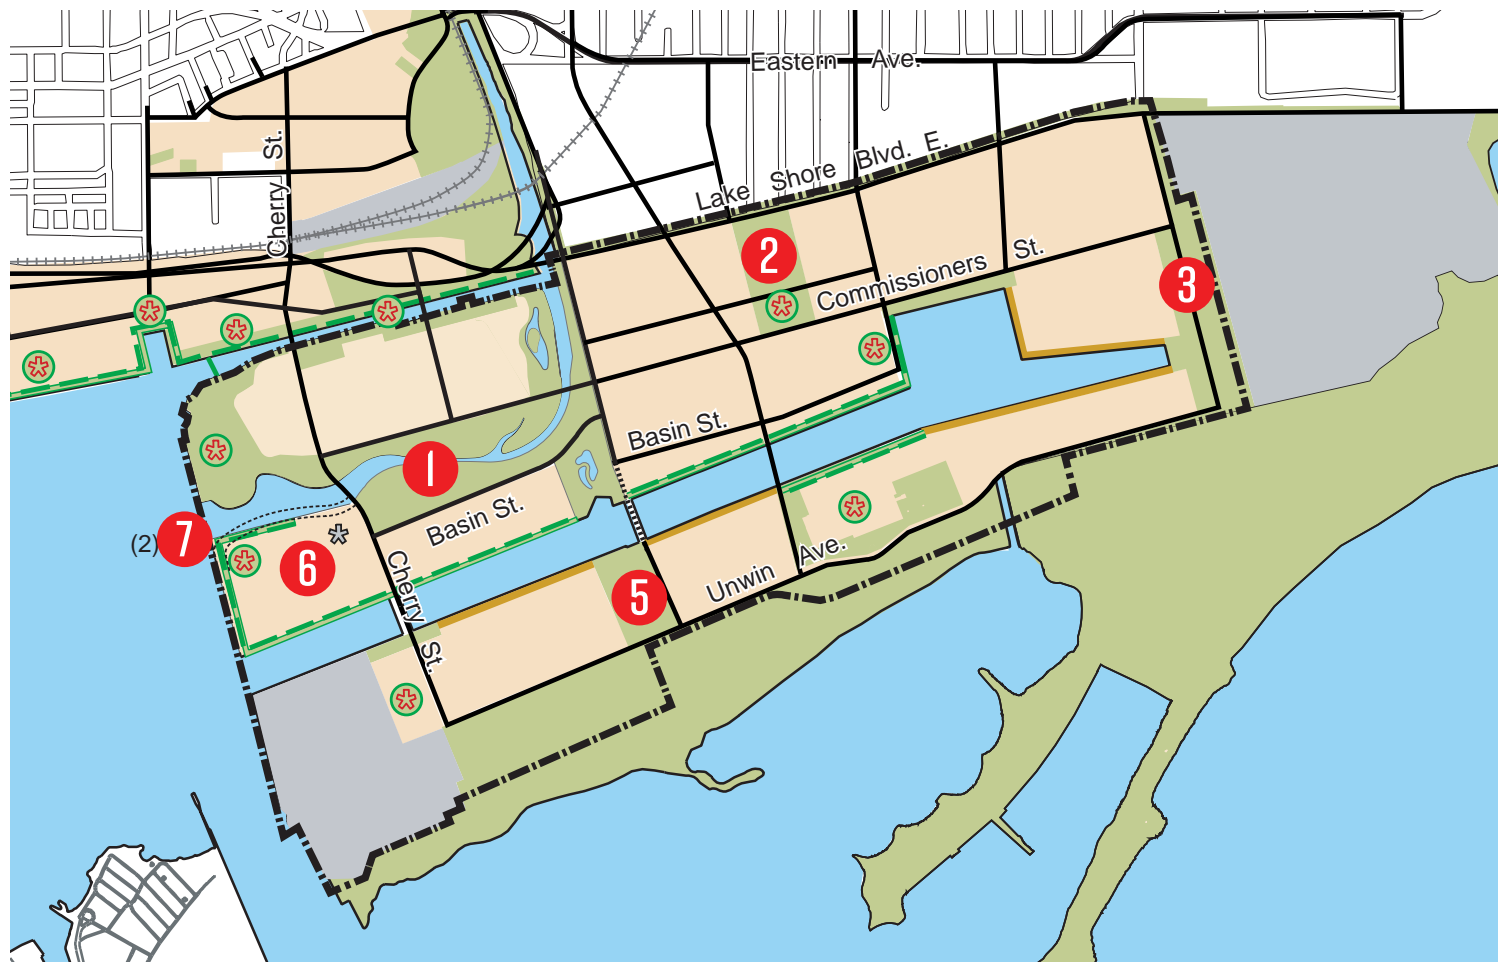 Eastern Ave.
Cherry St.
Lake Shore Blvd. E.
2
Commissioners St.
3
Basin St.
1
Basin St.
(2) 7
6
Cherry St.
5
Unwin Ave.